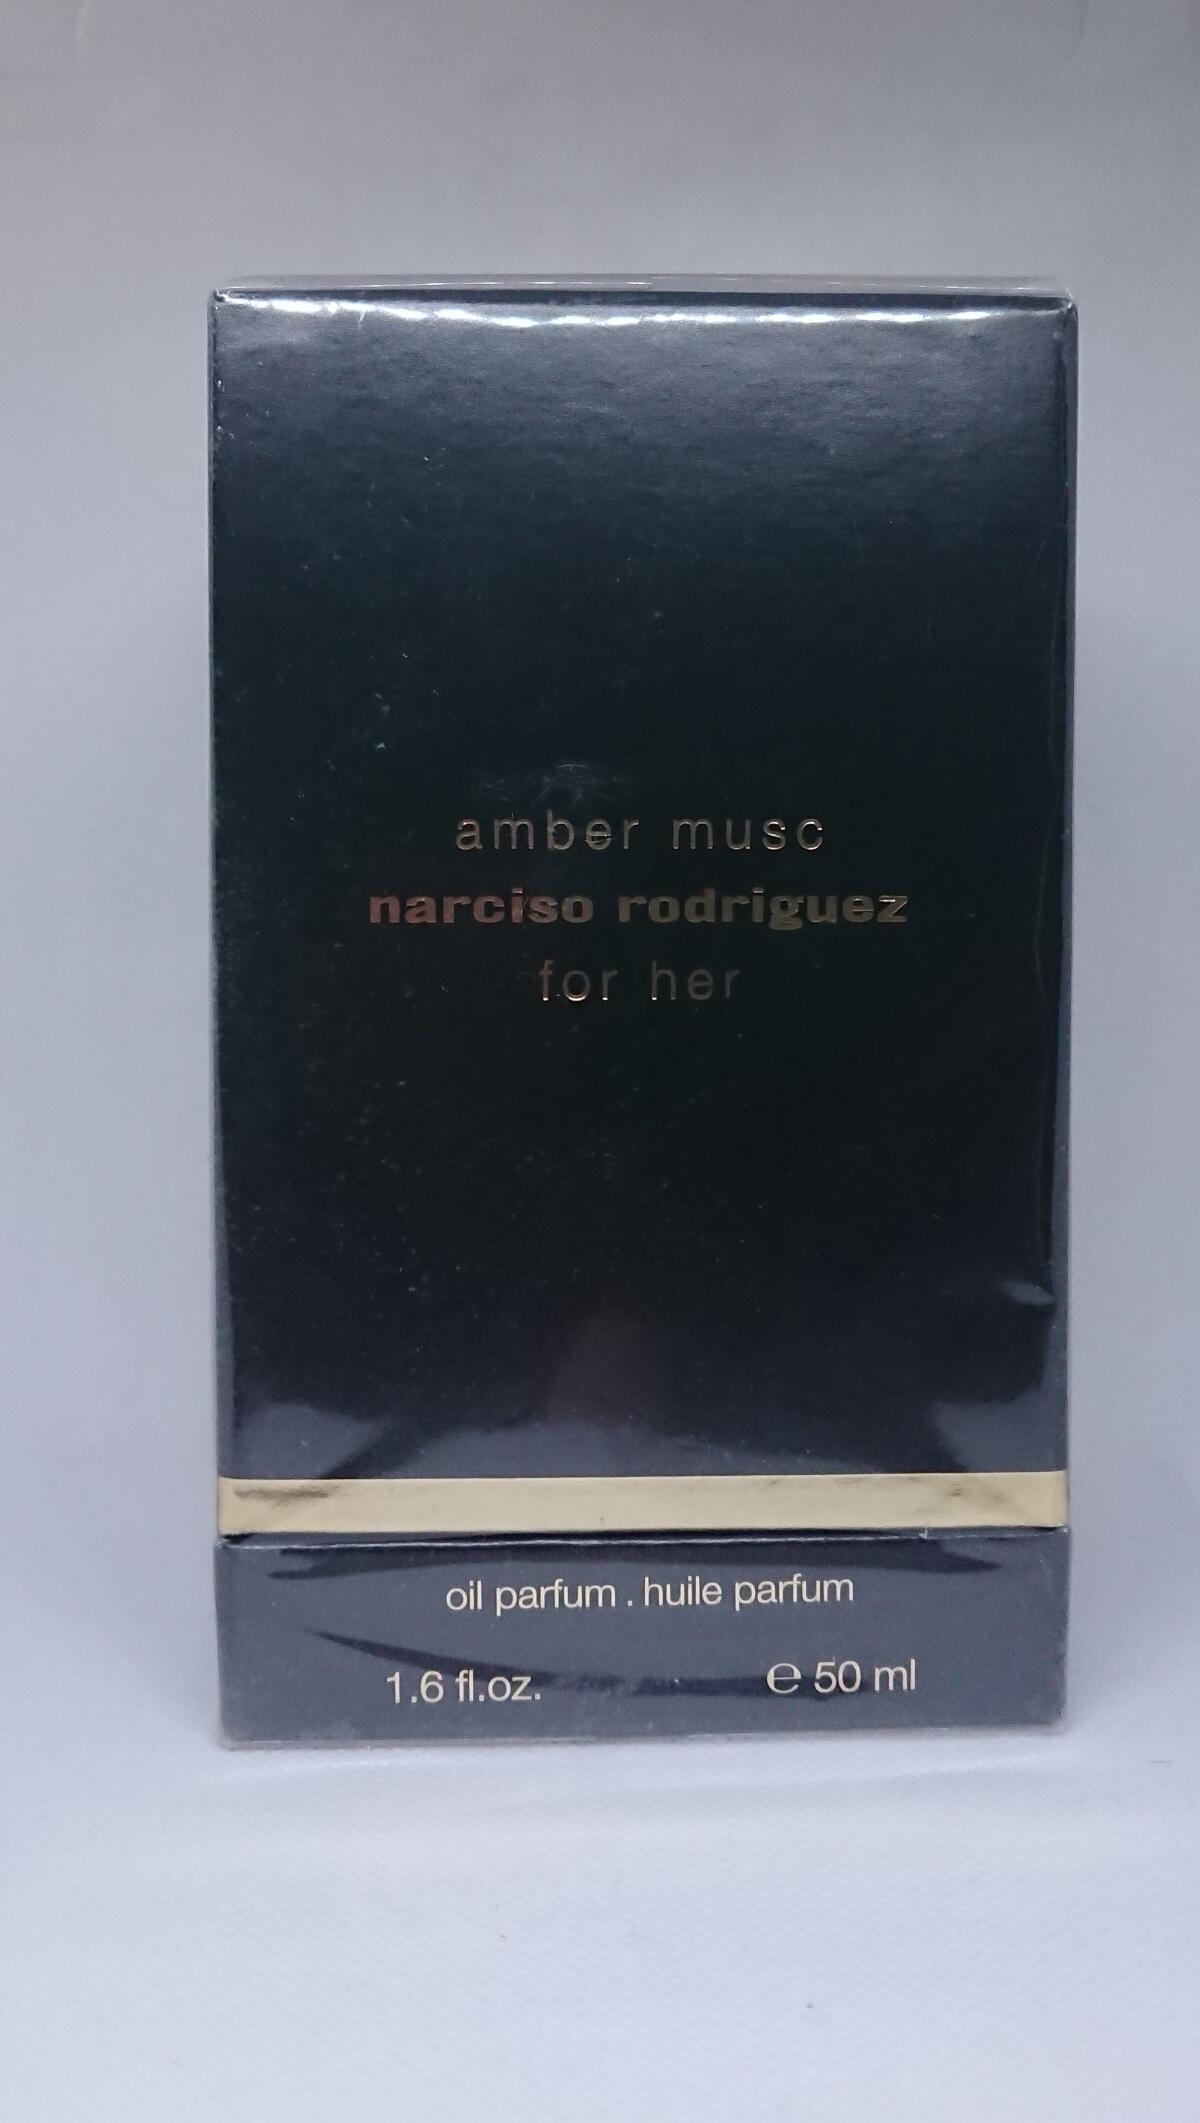 amber musc
narciso rodriguez
for her
oil parfum . huile parfum
1.6 fl.oz. ℮ 50 ml